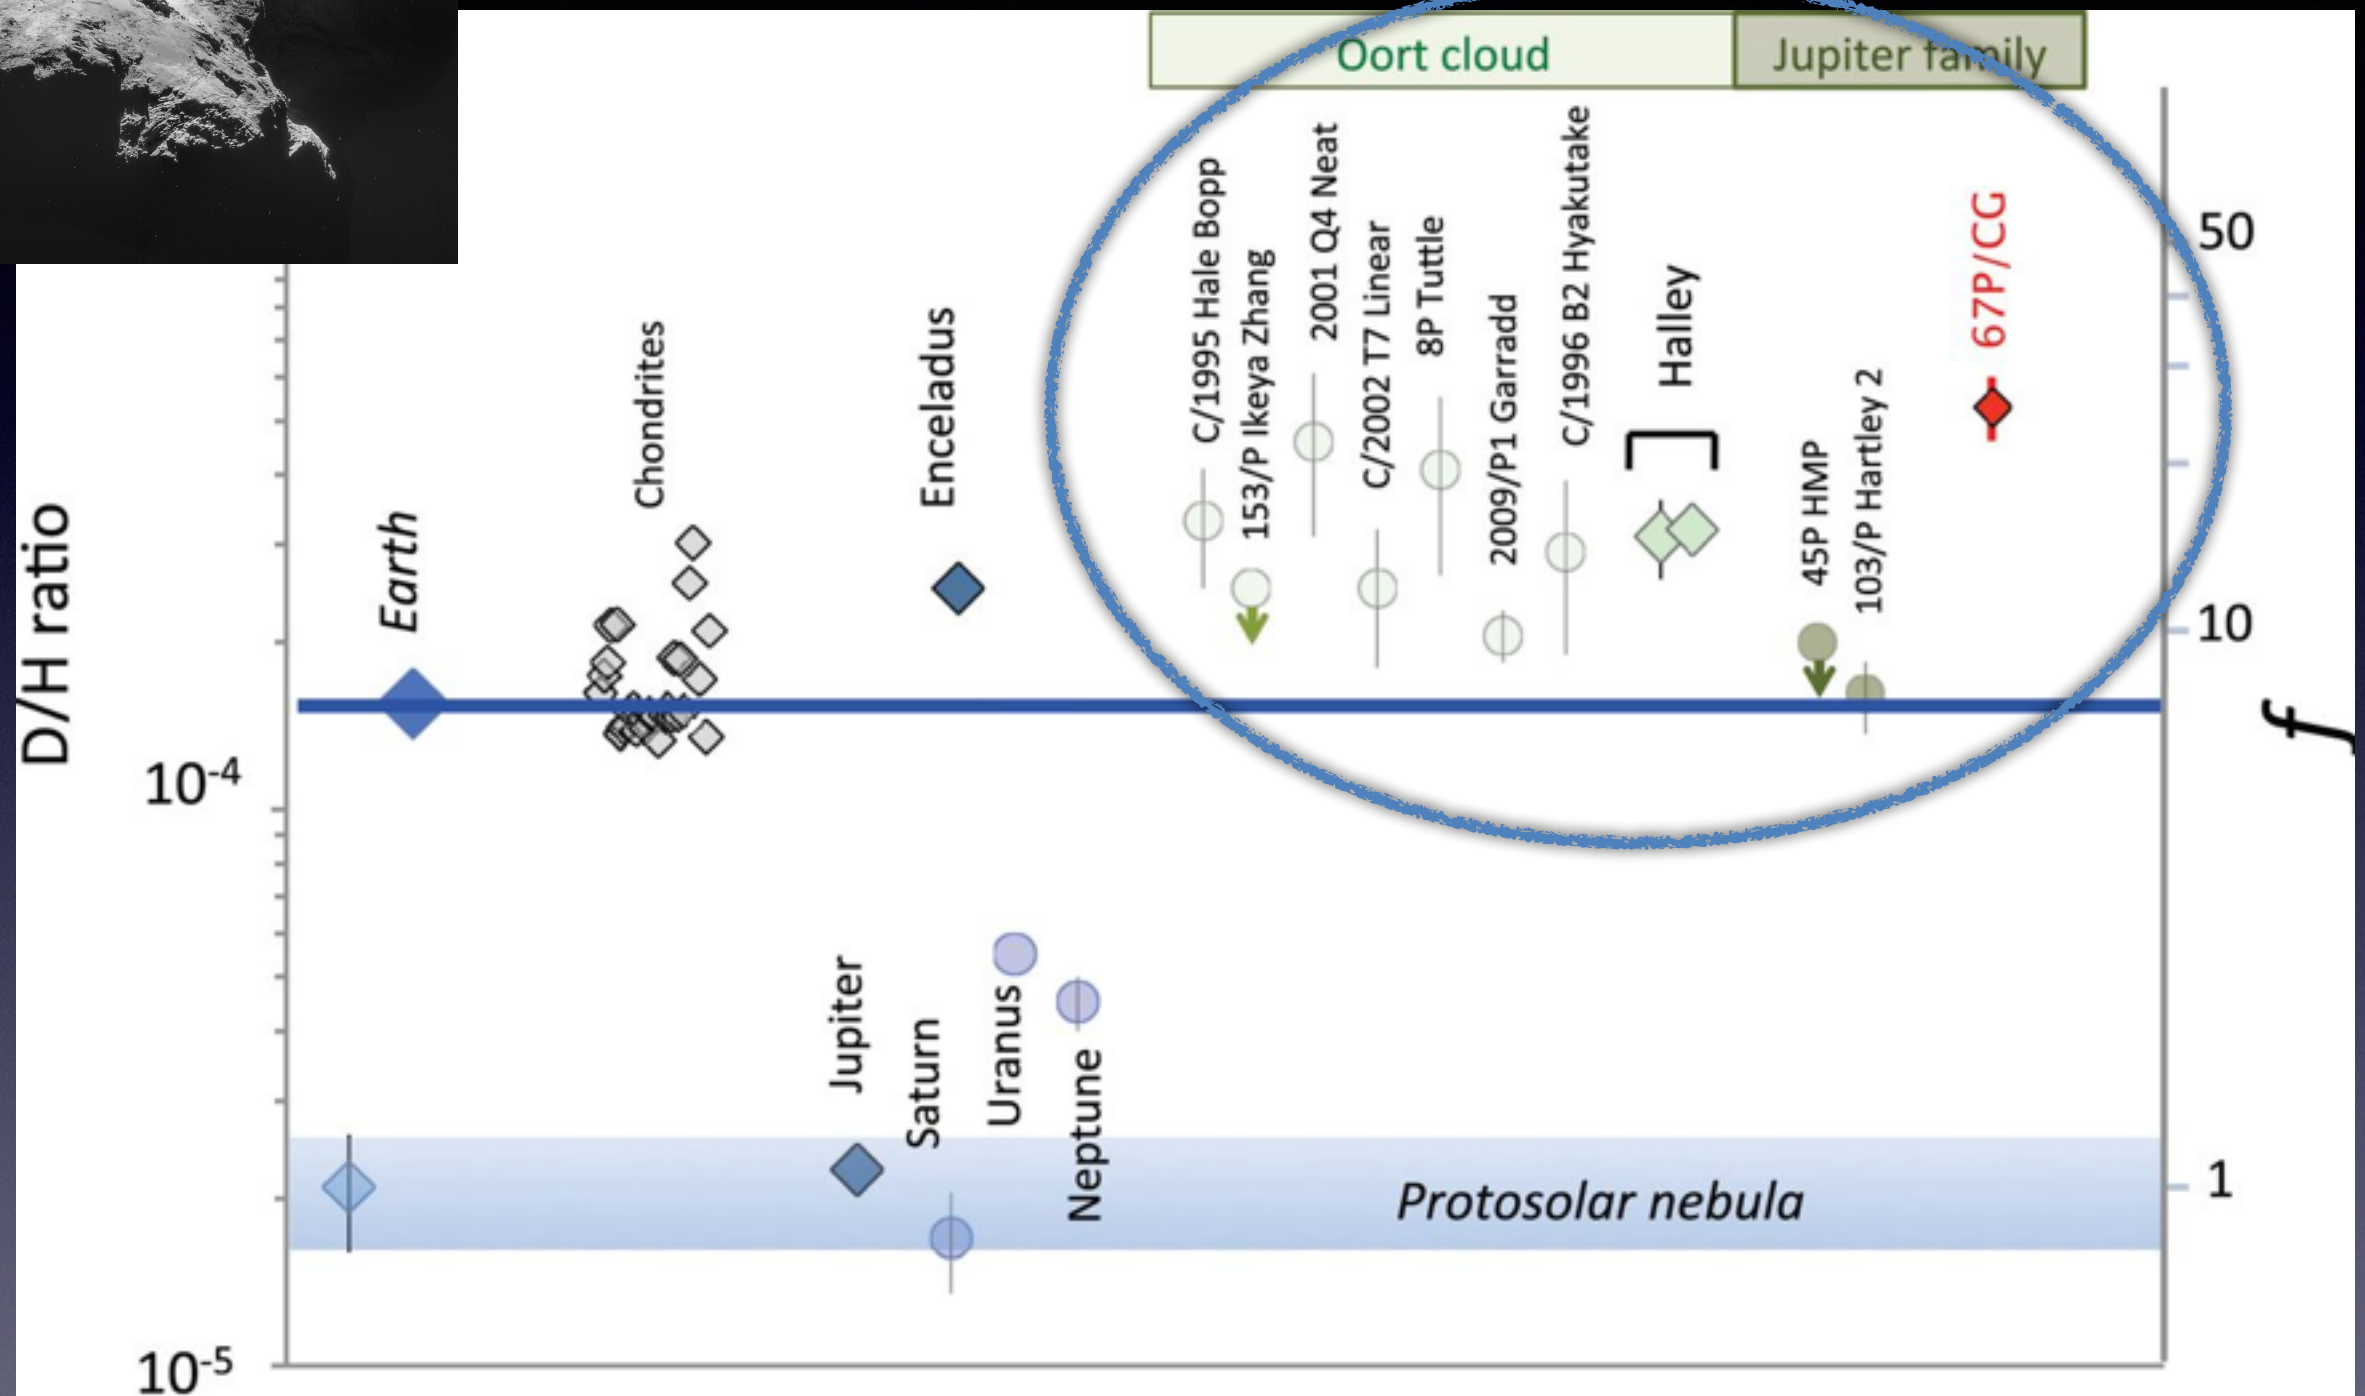 Oort cloud
Jupiter family
D/H ratio
10-4
10-5
Earth
Chondrites
Enceladus
Jupiter
Saturn
Uranus
Neptune
C/1995 Hale Bopp
153/P Ikeya Zhang
2001 Q4 Neat
C/2002 T7 Linear
8P Tuttle
2009/P1 Garradd
C/1996 B2 Hyakutake
Halley
45P HMP
103/P Hartley 2
67P/CG
Protosolar nebula
50
10
1
f